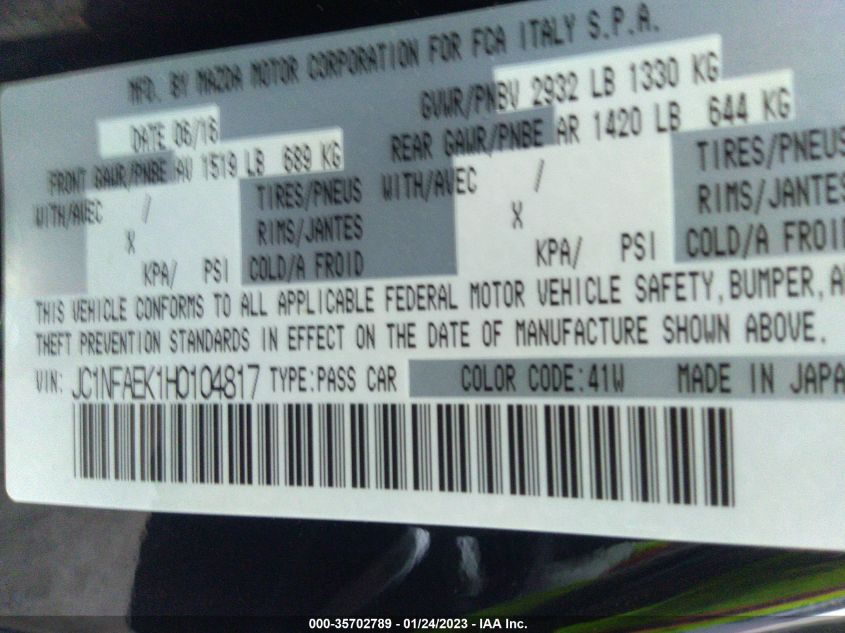 MFD. BY MAZDA MOTOR CORPORATION FOR FCA ITALY S.P.A.
DATE 06/16 GVWR/PNBV 2932 LB 1330 KG
FRONT GAWR/PNBE AV 1519 LB 689 KG REAR GAWR/PNBE AR 1420 LB 644 KG
WITH/AVEC / TIRES/PNEUS WITH/AVEC / TIRES/PNEUS
X RIMS/JANTES X RIMS/JANTES
KPA/ PSI COLD/A FROID KPA/ PSI COLD/A FROID
THIS VEHICLE CONFORMS TO ALL APPLICABLE FEDERAL MOTOR VEHICLE SAFETY, BUMPER,
THEFT PREVENTION STANDARDS IN EFFECT ON THE DATE OF MANUFACTURE SHOWN ABOVE.
VIN: JC1NFAEK1H0104817 TYPE:PASS CAR COLOR CODE:41W MADE IN JAPA
000-35702789 - 01/24/2023 - IAA Inc.